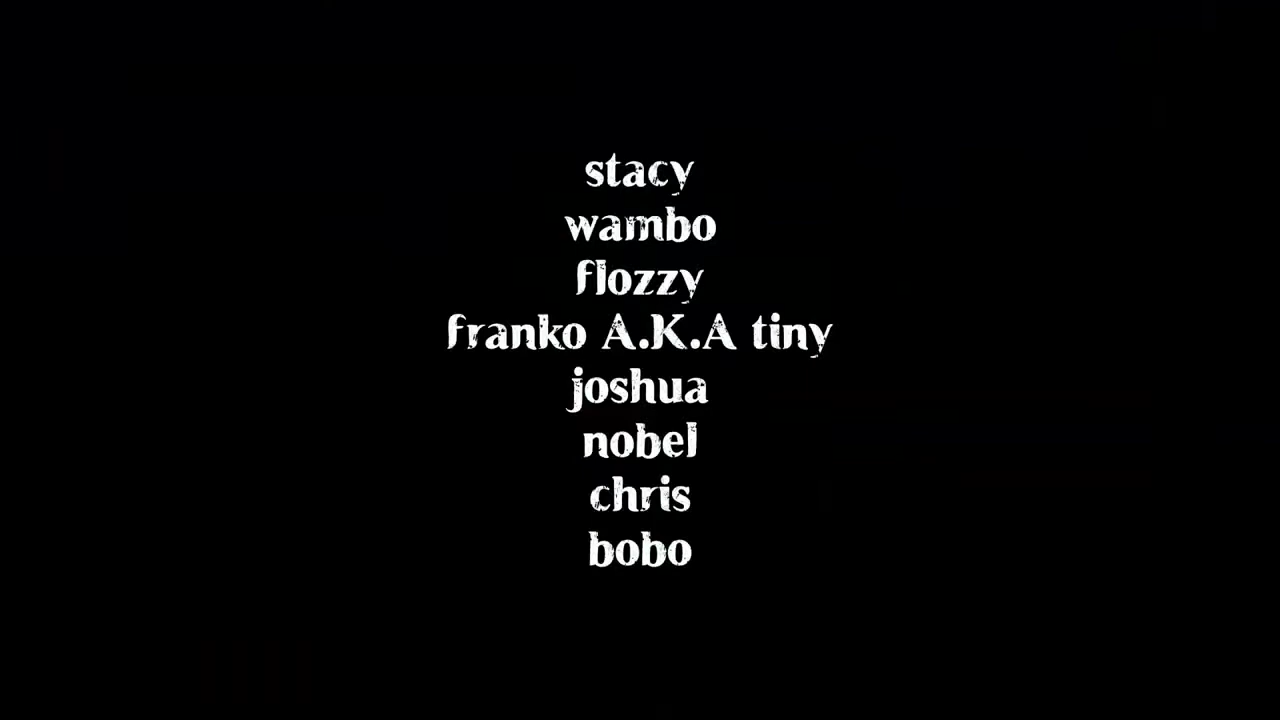 stacy
wambo
flozzy
franko A.K.A tiny
joshua
nobel
chris
bobo